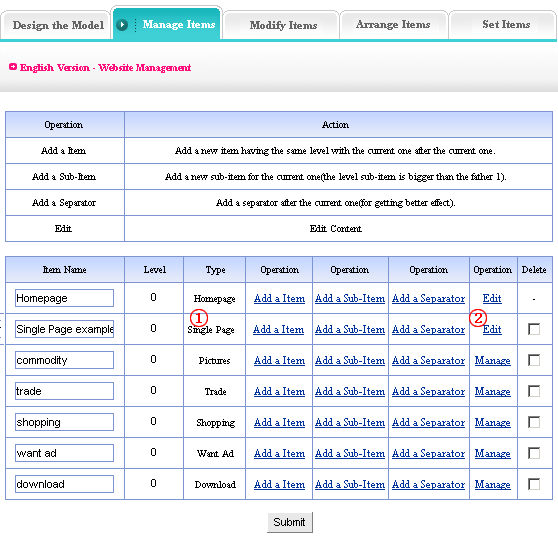 Design the Model Manage Items Modify Items Arrange Items Set Items
English Version - Website Management
Operation Action
Add a Item Add a new item having the same level with the current one after the current one.
Add a Sub-Item Add a new sub-item for the current one(the level sub-item is bigger than the father 1).
Add a Separator Add a separator after the current one(for getting better effect).
Edit Edit Content
Item Name Level Type Operation Operation Operation Operation Delete
Homepage 0 Homepage Add a Item Add a Sub-Item Add a Separator Edit -
① ②
Single Page example 0 Single Page Add a Item Add a Sub-Item Add a Separator Edit
commodity 0 Pictures Add a Item Add a Sub-Item Add a Separator Manage
trade 0 Trade Add a Item Add a Sub-Item Add a Separator Manage
shopping 0 Shopping Add a Item Add a Sub-Item Add a Separator Manage
want ad 0 Want Ad Add a Item Add a Sub-Item Add a Separator Manage
download 0 Download Add a Item Add a Sub-Item Add a Separator Manage
Submit